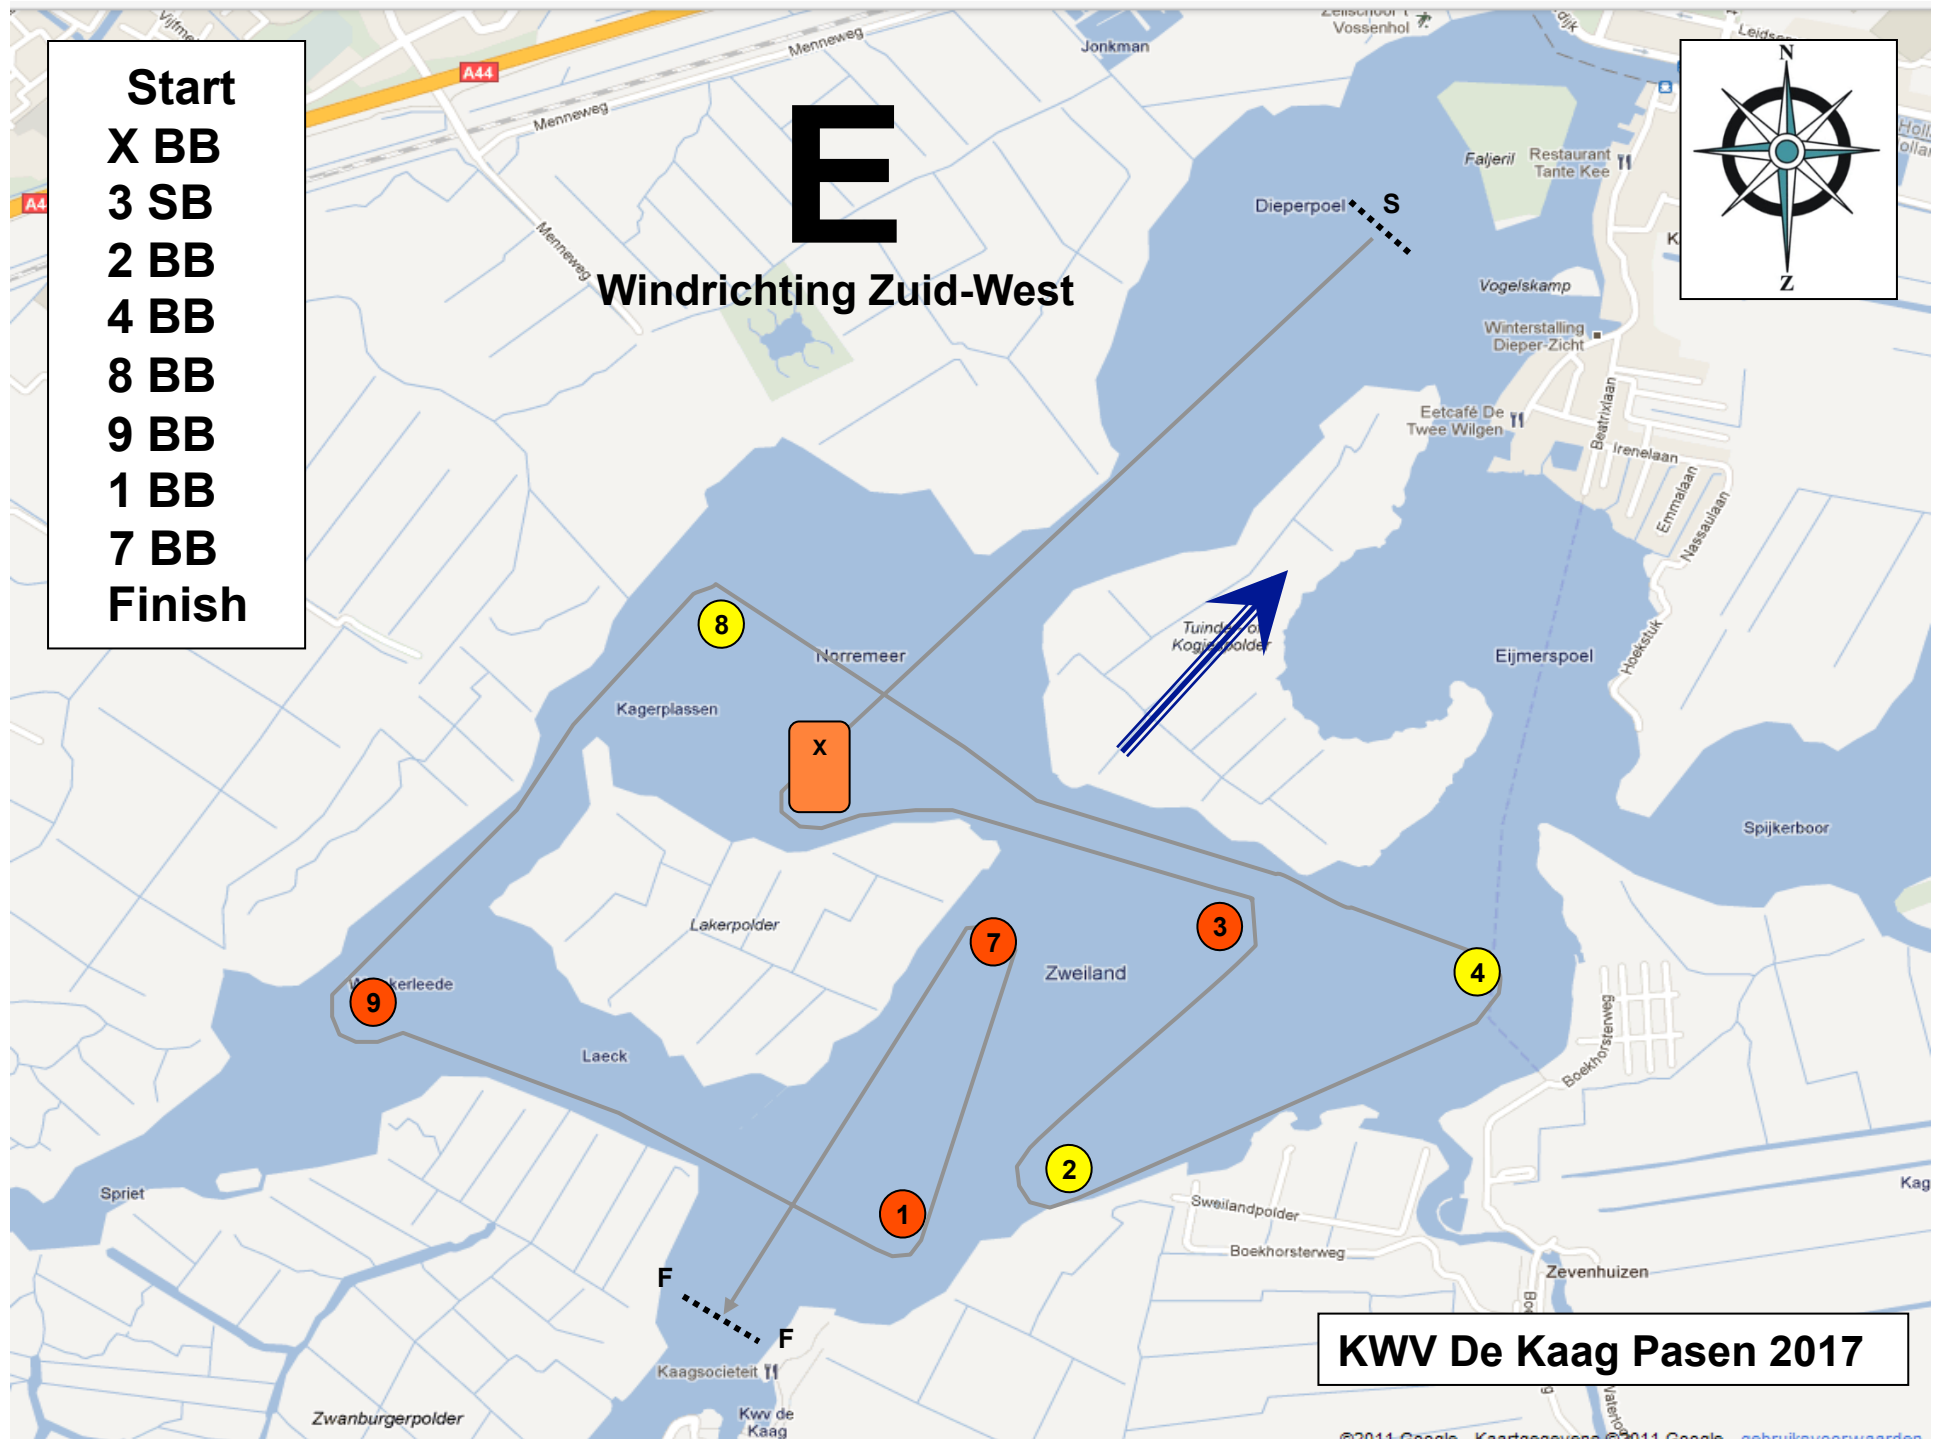 Start
X BB
3 SB
2 BB
4 BB
8 BB
9 BB
1 BB
7 BB
Finish
E
Windrichting Zuid-West
A44
Menneweg
Menneweg
Menneweg
Jonkman
Vossenhol
N
Z
Faljeril
Restaurant
Tante Kee
Dieperpoel
S
Vogelskamp
Winterstalling
Dieper-Zicht
Eetcafé De
Twee Wilgen
Beatrixlaan
Irenelaan
Emmalaan
Nassaulaan
Hoekstuk
8
Norremeer
Kagerplassen
X
Eijmerspoel
Spijkerboor
Lakerpolder
7
3
Zweiland
4
9
Laeck
Boekhorsterweg
2
1
Spriet
Sweilandpolder
Boekhorsterweg
Kag
Zevenhuizen
F
F
Kaagsocieteit
KWV De Kaag Pasen 2017
Zwanburgerpolder
Kwv de
Kaag